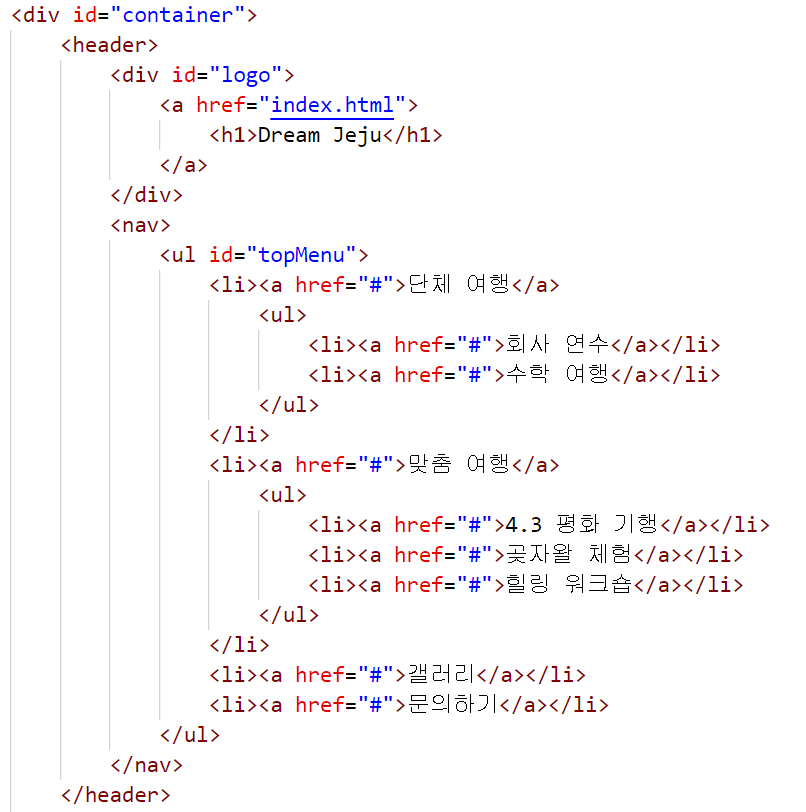 <div id="container">
<header>
<div id="logo">
<a href="index.html">
<h1>Dream Jeju</h1>
</a>
</div>
<nav>
<ul id="topMenu">
<li><a href="#">단체 여행</a>
<ul>
<li><a href="#">회사 연수</a></li>
<li><a href="#">수학 여행</a></li>
</ul>
</li>
<li><a href="#">맞춤 여행</a>
<ul>
<li><a href="#">4.3 평화 기행</a></li>
<li><a href="#">곶자왈 체험</a></li>
<li><a href="#">힐링 워크숍</a></li>
</ul>
</li>
<li><a href="#">갤러리</a></li>
<li><a href="#">문의하기</a></li>
</ul>
</nav>
</header>